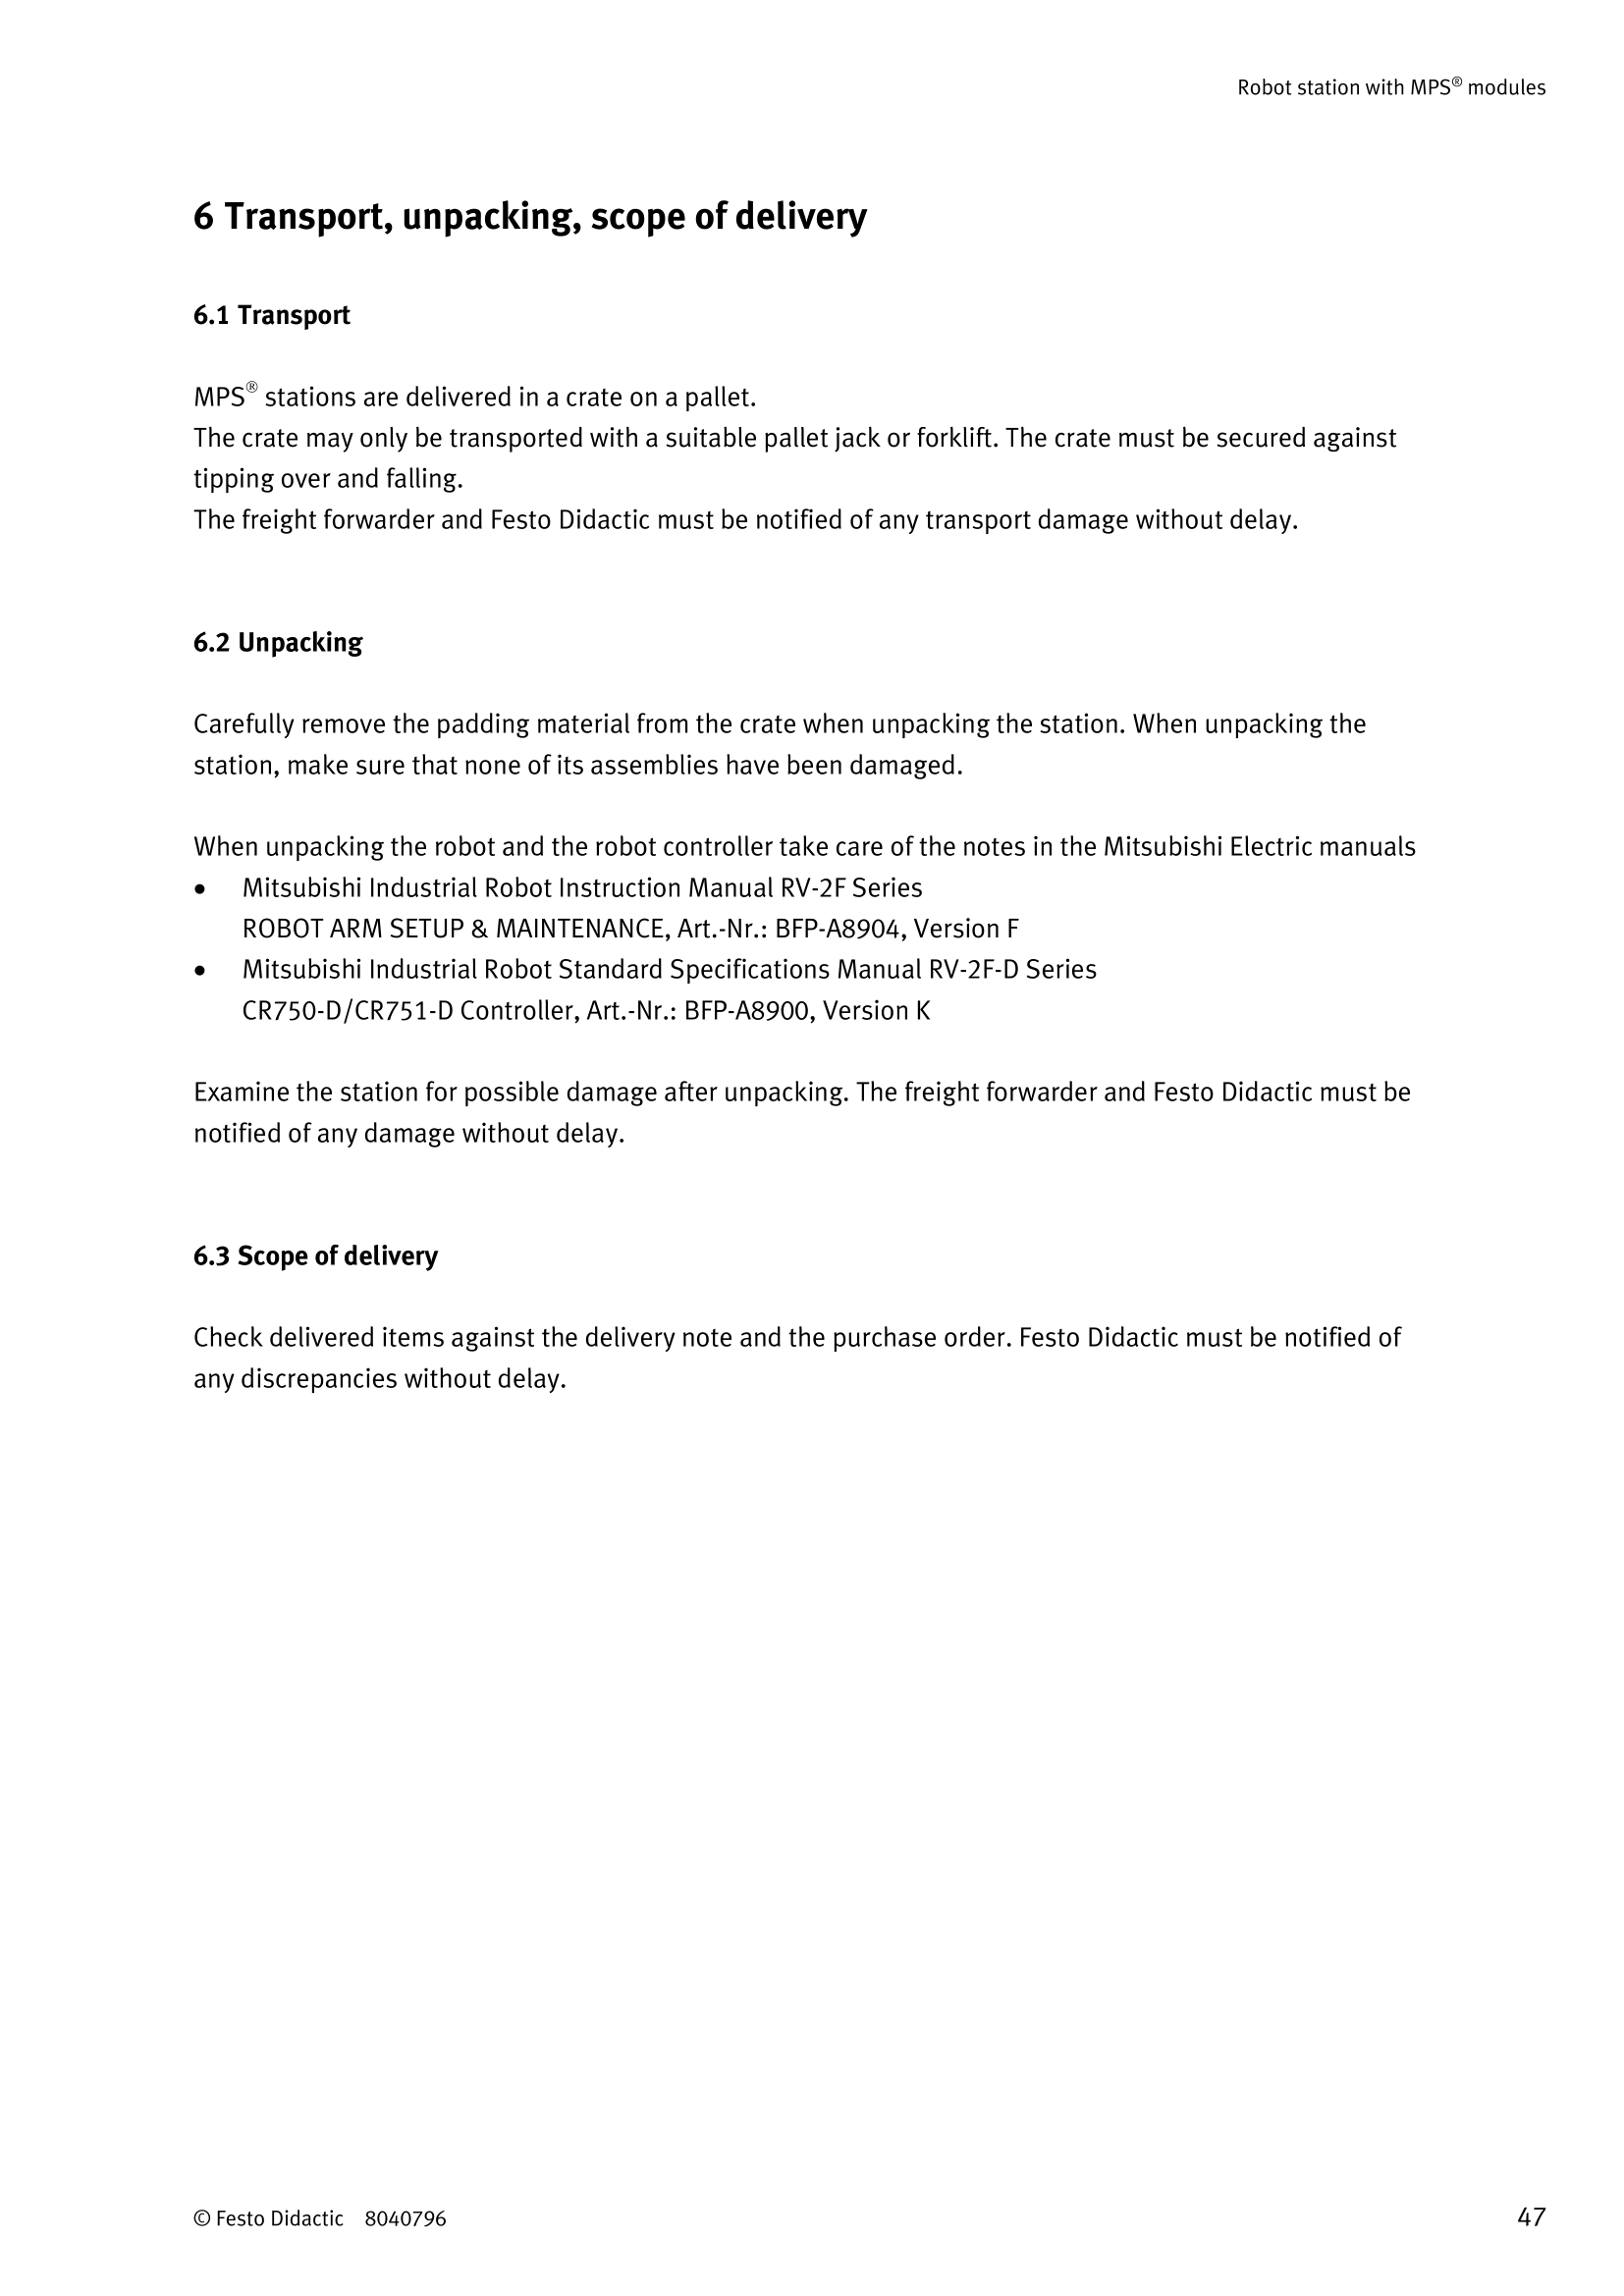 Robot station with MPS® modules
6 Transport, unpacking, scope of delivery
6.1 Transport
MPS® stations are delivered in a crate on a pallet.
The crate may only be transported with a suitable pallet jack or forklift. The crate must be secured against
tipping over and falling.
The freight forwarder and Festo Didactic must be notified of any transport damage without delay.
6.2 Unpacking
Carefully remove the padding material from the crate when unpacking the station. When unpacking the
station, make sure that none of its assemblies have been damaged.
When unpacking the robot and the robot controller take care of the notes in the Mitsubishi Electric manuals
• Mitsubishi Industrial Robot Instruction Manual RV-2F Series
ROBOT ARM SETUP & MAINTENANCE, Art.-Nr.: BFP-A8904, Version F
• Mitsubishi Industrial Robot Standard Specifications Manual RV-2F-D Series
CR750-D/CR751-D Controller, Art.-Nr.: BFP-A8900, Version K
Examine the station for possible damage after unpacking. The freight forwarder and Festo Didactic must be
notified of any damage without delay.
6.3 Scope of delivery
Check delivered items against the delivery note and the purchase order. Festo Didactic must be notified of
any discrepancies without delay.
© Festo Didactic 8040796
47